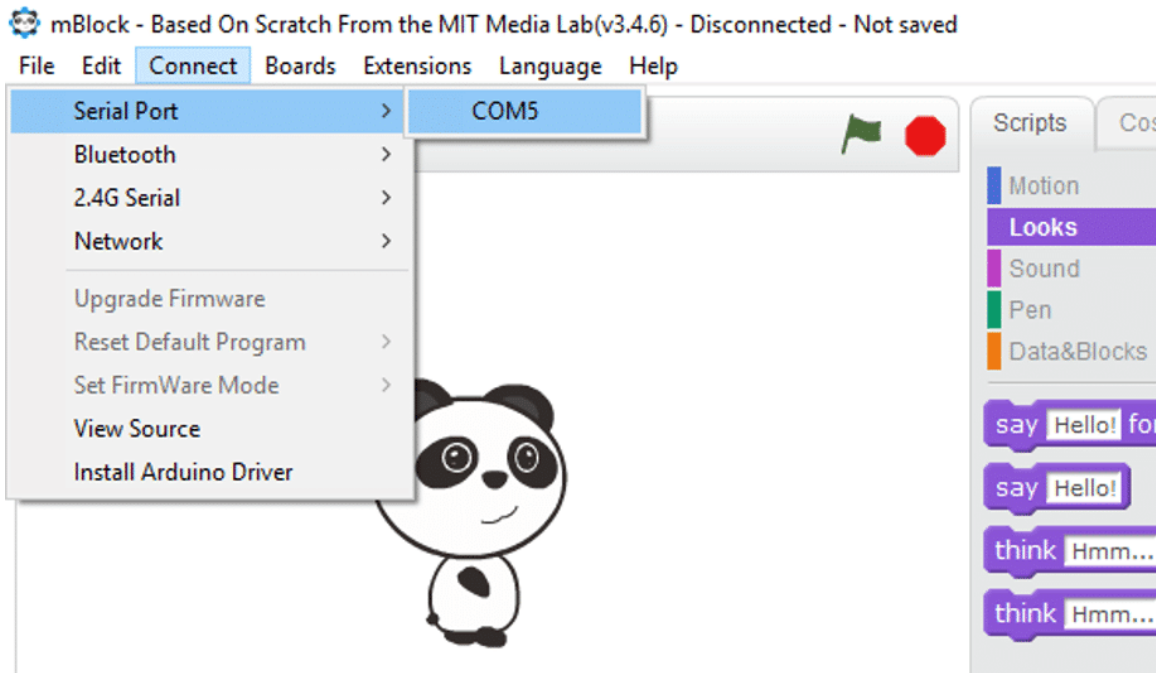 mBlock - Based On Scratch From the MIT Media Lab(v3.4.6) - Disconnected - Not saved
File Edit Connect Boards Extensions Language Help
Serial Port
COM5
Bluetooth
2.4G Serial
Network
Upgrade Firmware
Reset Default Program
Set FirmWare Mode
View Source
Install Arduino Driver
Scripts
Motion
Looks
Sound
Pen
Data&Blocks
say Hello!
say Hello!
think Hmm...
think Hmm...